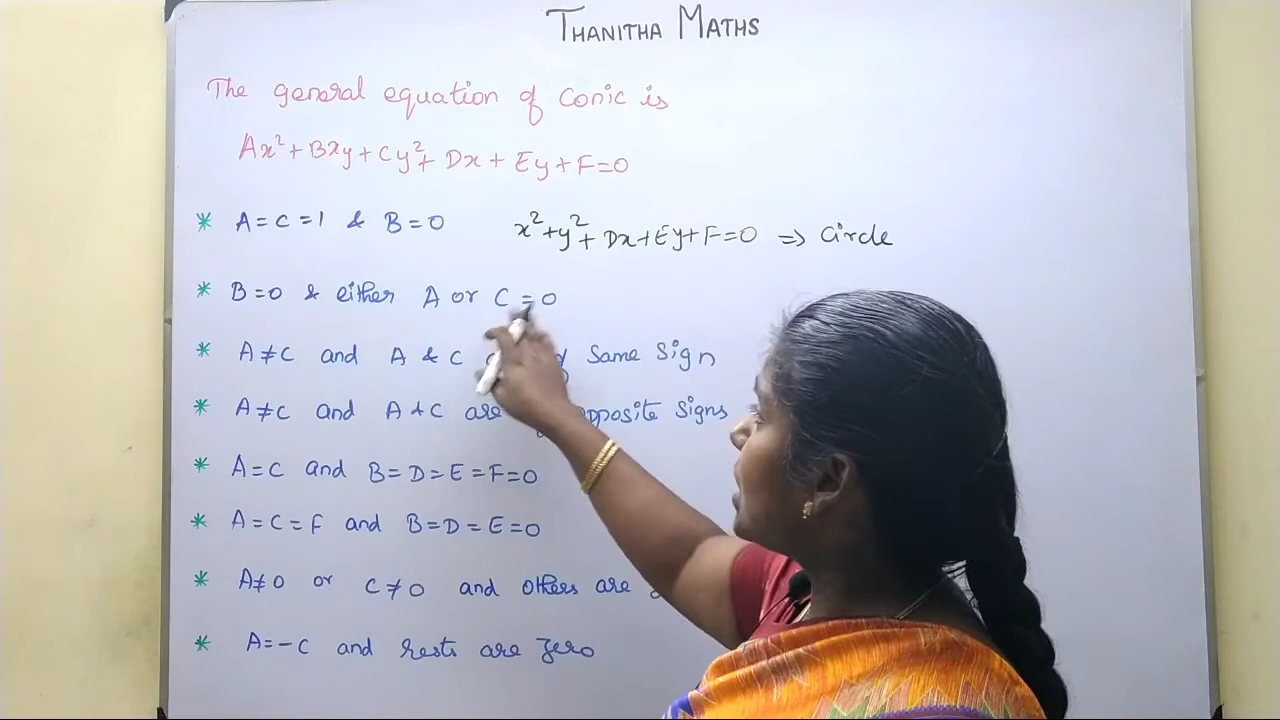 THANITHA MATHS
The general equation of Conic is
Ax²+Bxy+Cy²+Dx+Ey+F=0
* A=C=1 & B=0 x²+y²+Dx+Ey+F=0 ⇒ Circle
* B=0 & either A or C=0
* A≠C and A & C Same Sign
* A≠C and A & C are opposite Signs
* A=C and B=D=E=F=0
* A=C=F and B=D=E=0
* A≠0 or C≠0 and others are
* A=-C and rests are zero